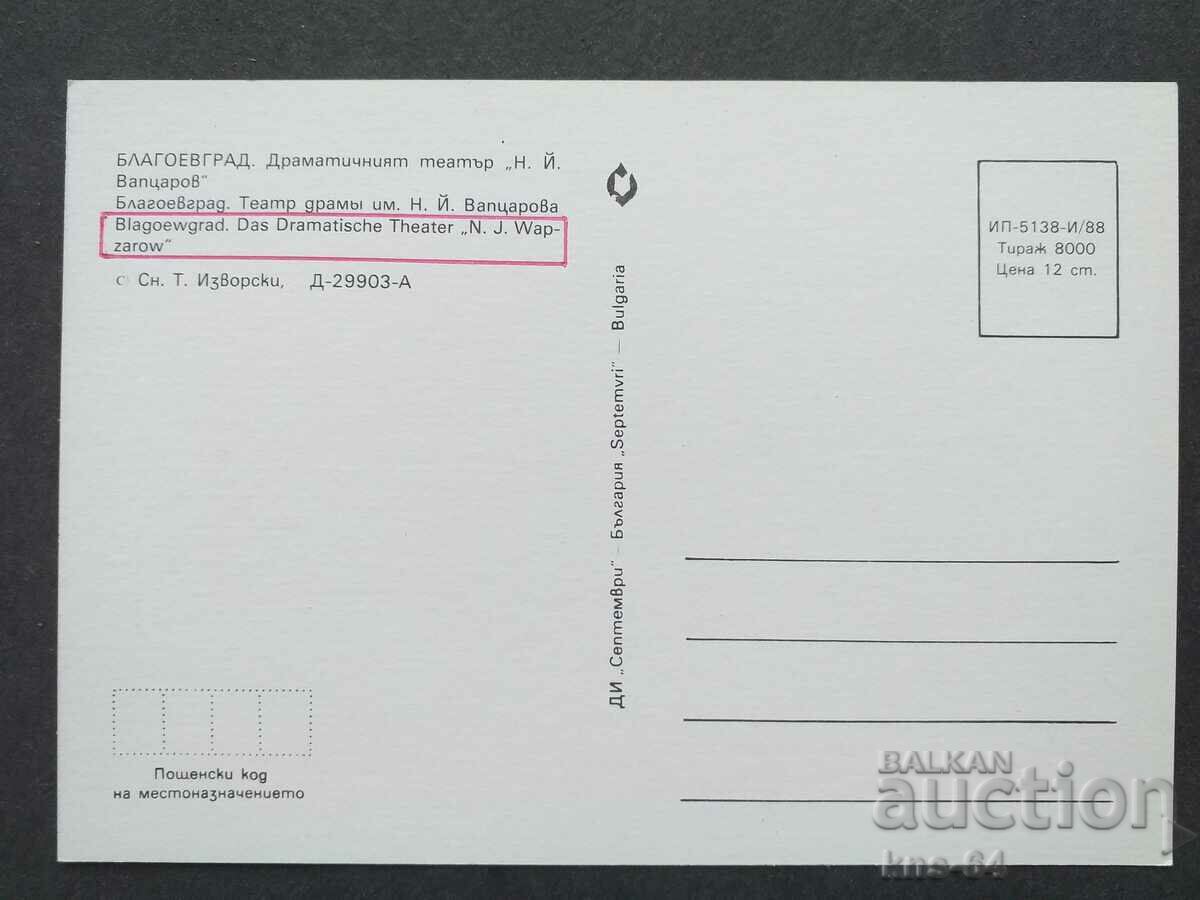 БЛАГОЕВГРАД. Драматичният театър „Н. Й.
Вапцаров"
Благоевград. Театр драмы им. Н. Й. Вапцарова
Blagoewgrad. Das Dramatische Theater „N. J. Wap-
zarow"
© Сн. Т. Изворски, Д-29903-А
ДИ „Септември" – България „Septemvri" — Bulgaria
ИП-5138-И/88
Тираж 8000
Цена 12 ст.
Пощенски код
на местоназначението
BALKAN
auction
kns-64